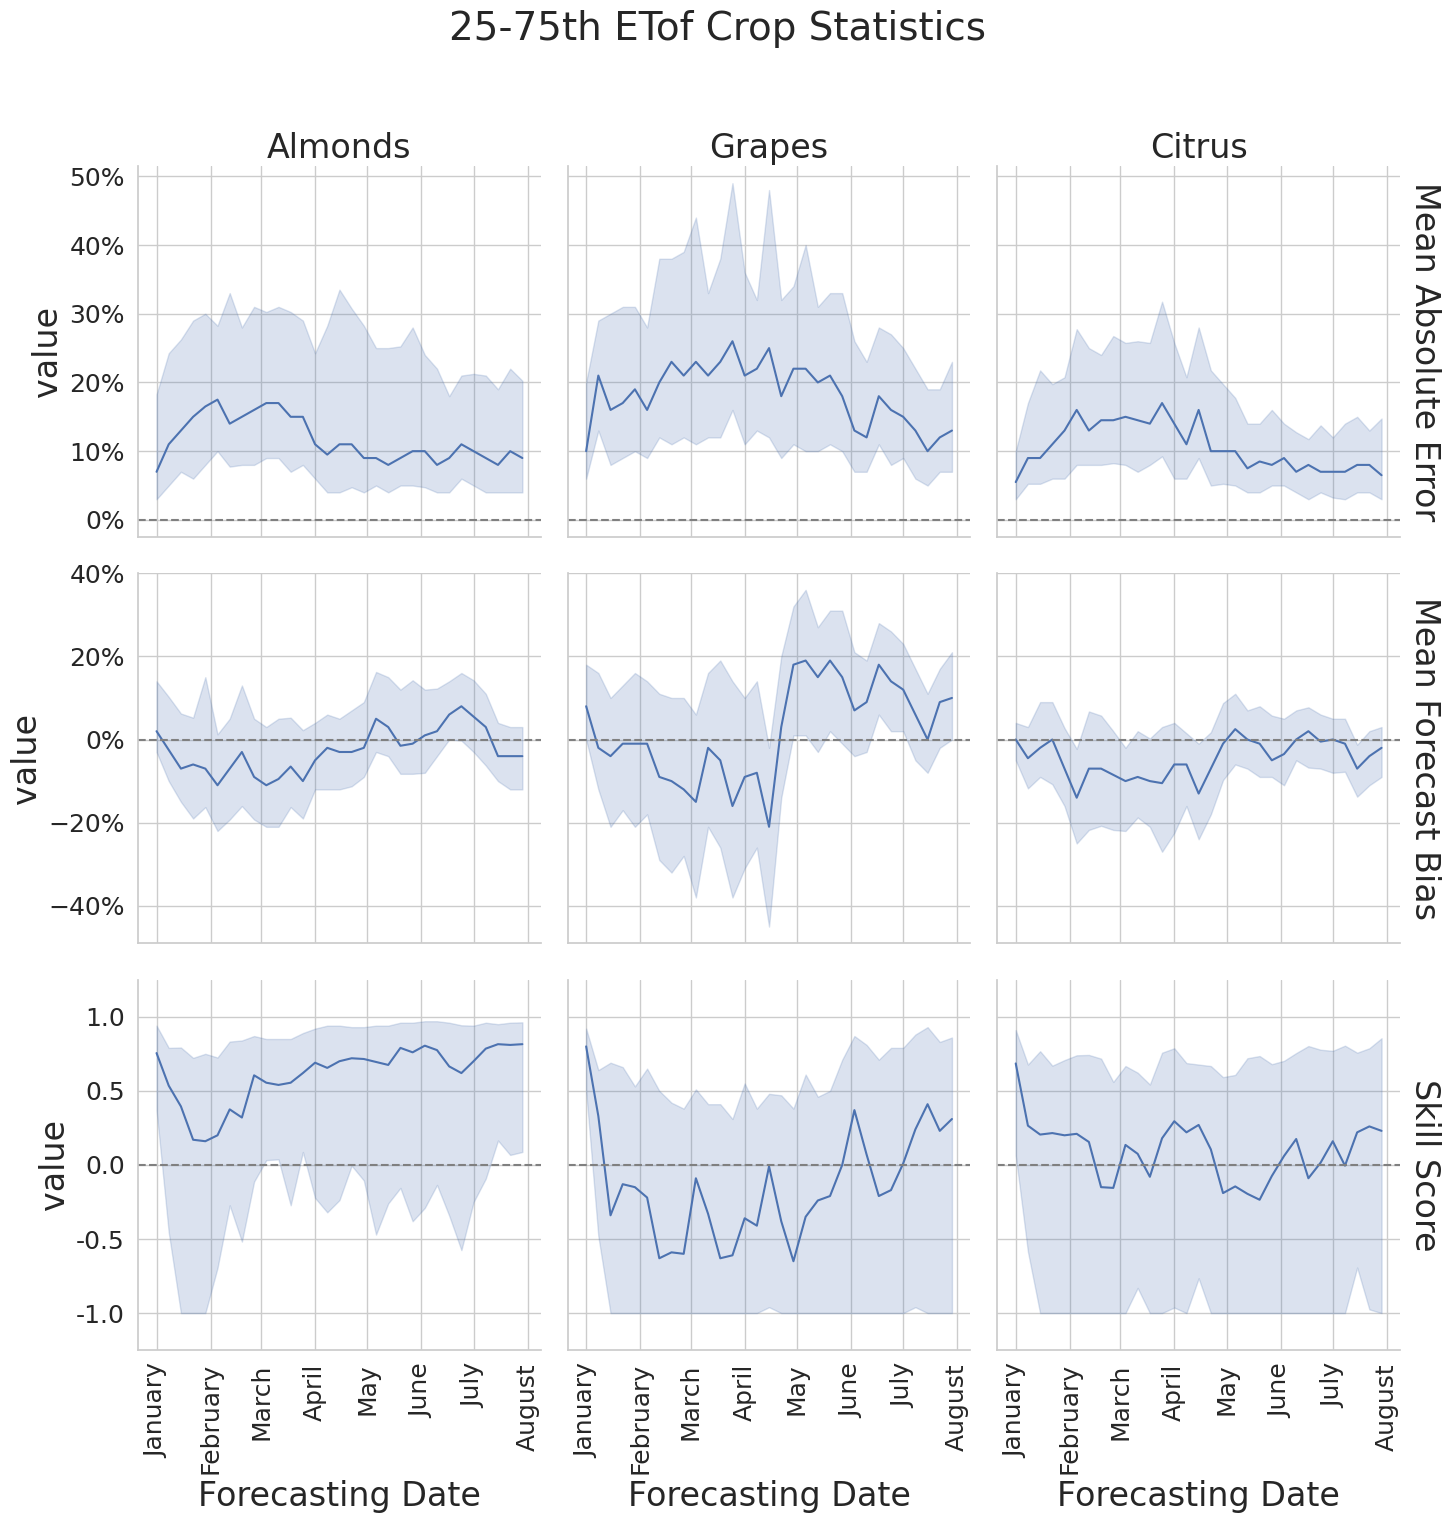 25-75th ETof Crop Statistics
Almonds
Grapes
Citrus
50%
40%
30%
20%
10%
0%
value
Mean Absolute Error
40%
20%
0%
−20%
−40%
value
Mean Forecast Bias
1.0
0.5
0.0
-0.5
-1.0
value
Skill Score
January
February
March
April
May
June
July
August
January
February
March
April
May
June
July
August
January
February
March
April
May
June
July
August
Forecasting Date
Forecasting Date
Forecasting Date